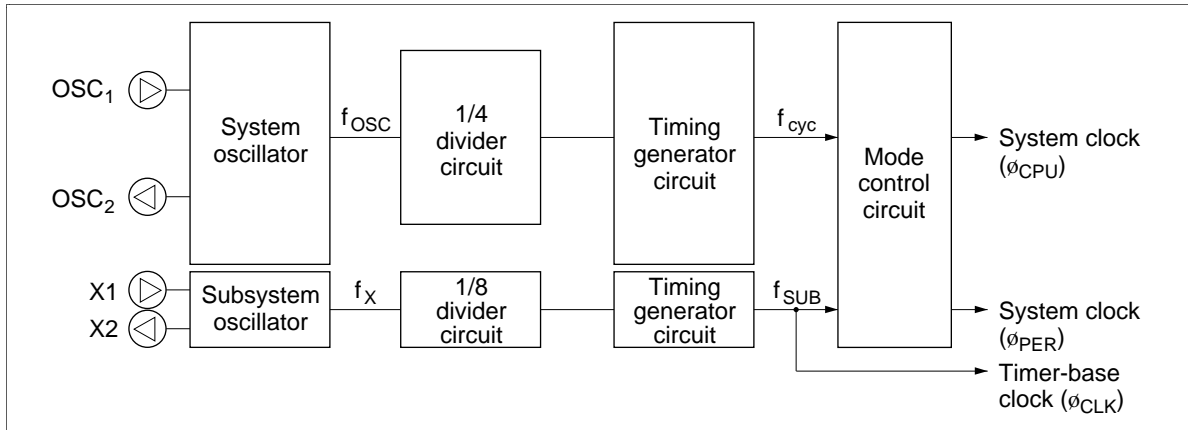 OSC1
OSC2
System
oscillator
fOSC
1/4
divider
circuit
Timing
generator
circuit
fcyc
Mode
control
circuit
System clock
(øCPU)
X1
X2
Subsystem
oscillator
fX
1/8
divider
circuit
Timing
generator
circuit
fSUB
System clock
(øPER)
Timer-base
clock (øCLK)